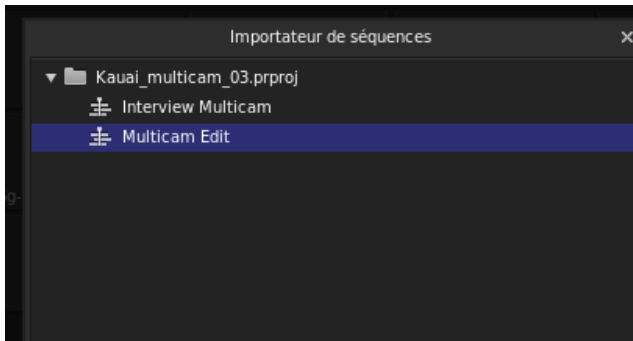 Importateur de séquences
Kauai_multicam_03.prproj
Interview Multicam
Multicam Edit